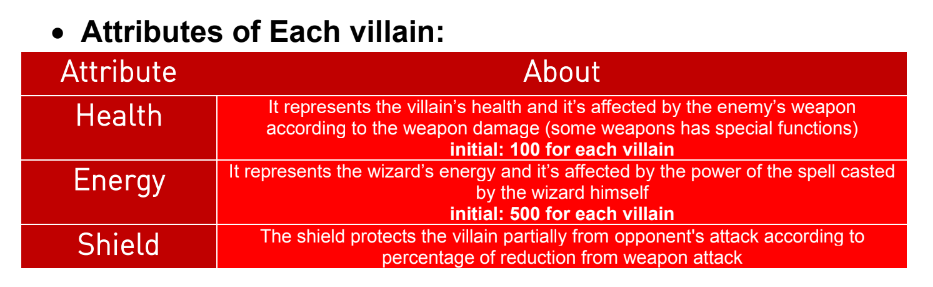 • Attributes of Each villain:
Attribute
About
Health
It represents the villain's health and it's affected by the enemy's weapon
according to the weapon damage (some weapons has special functions)
initial: 100 for each villain
Energy
It represents the wizard's energy and it's affected by the power of the spell casted
by the wizard himself
initial: 500 for each villain
Shield
The shield protects the villain partially from opponent's attack according to
percentage of reduction from weapon attack